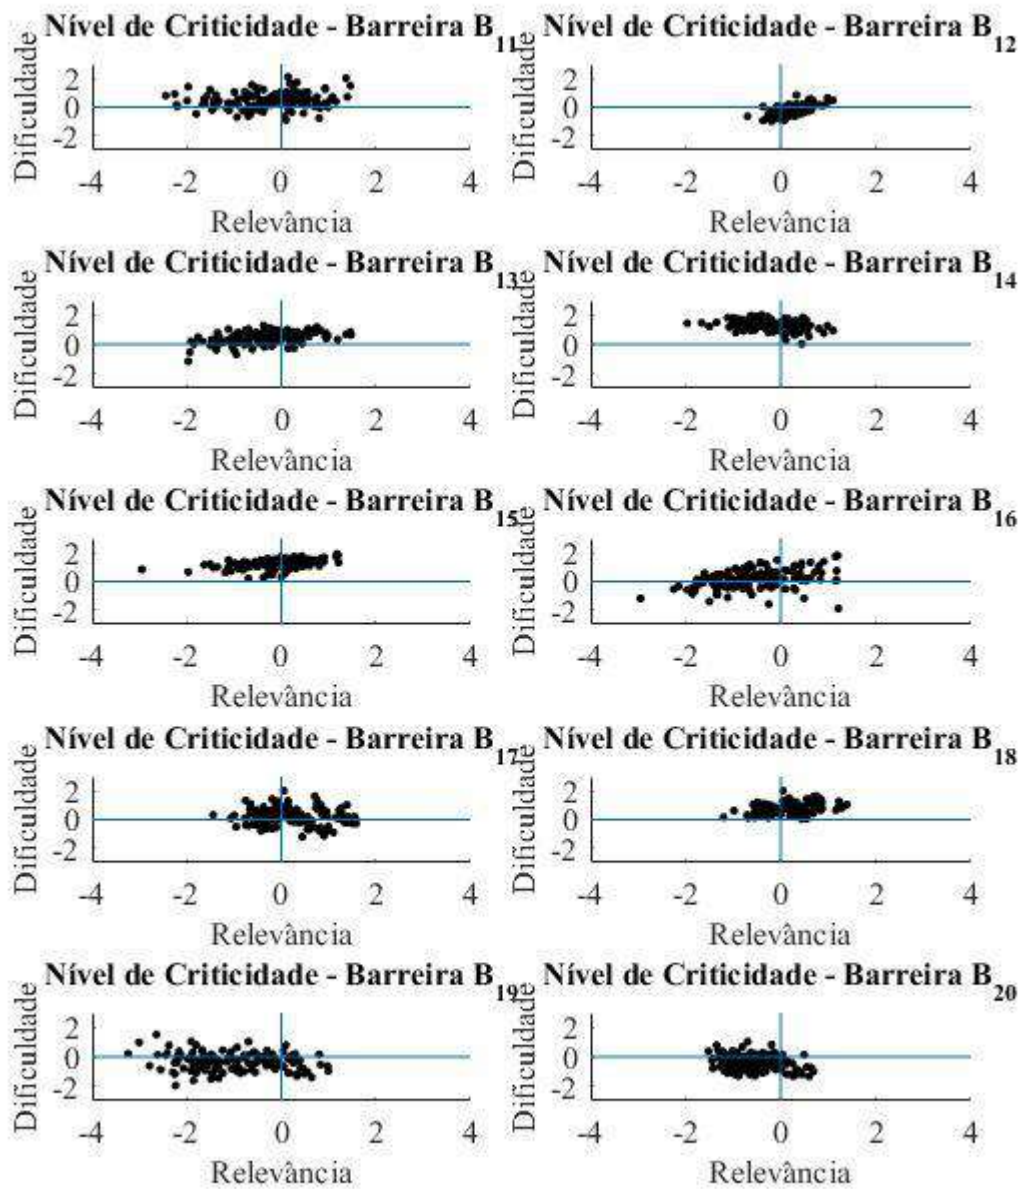 Nível de Criticidade - Barreira B11
Dificuldade
2
0
-2
-4 -2 0 2 4
Relevância
Nível de Criticidade - Barreira B12
Dificuldade
2
0
-2
-4 -2 0 2 4
Relevância
Nível de Criticidade - Barreira B13
Dificuldade
2
0
-2
-4 -2 0 2 4
Relevância
Nível de Criticidade - Barreira B14
Dificuldade
2
0
-2
-4 -2 0 2 4
Relevância
Nível de Criticidade - Barreira B15
Dificuldade
2
0
-2
-4 -2 0 2 4
Relevância
Nível de Criticidade - Barreira B16
Dificuldade
2
0
-2
-4 -2 0 2 4
Relevância
Nível de Criticidade - Barreira B17
Dificuldade
2
0
-2
-4 -2 0 2 4
Relevância
Nível de Criticidade - Barreira B18
Dificuldade
2
0
-2
-4 -2 0 2 4
Relevância
Nível de Criticidade - Barreira B19
Dificuldade
2
0
-2
-4 -2 0 2 4
Relevância
Nível de Criticidade - Barreira B20
Dificuldade
2
0
-2
-4 -2 0 2 4
Relevância